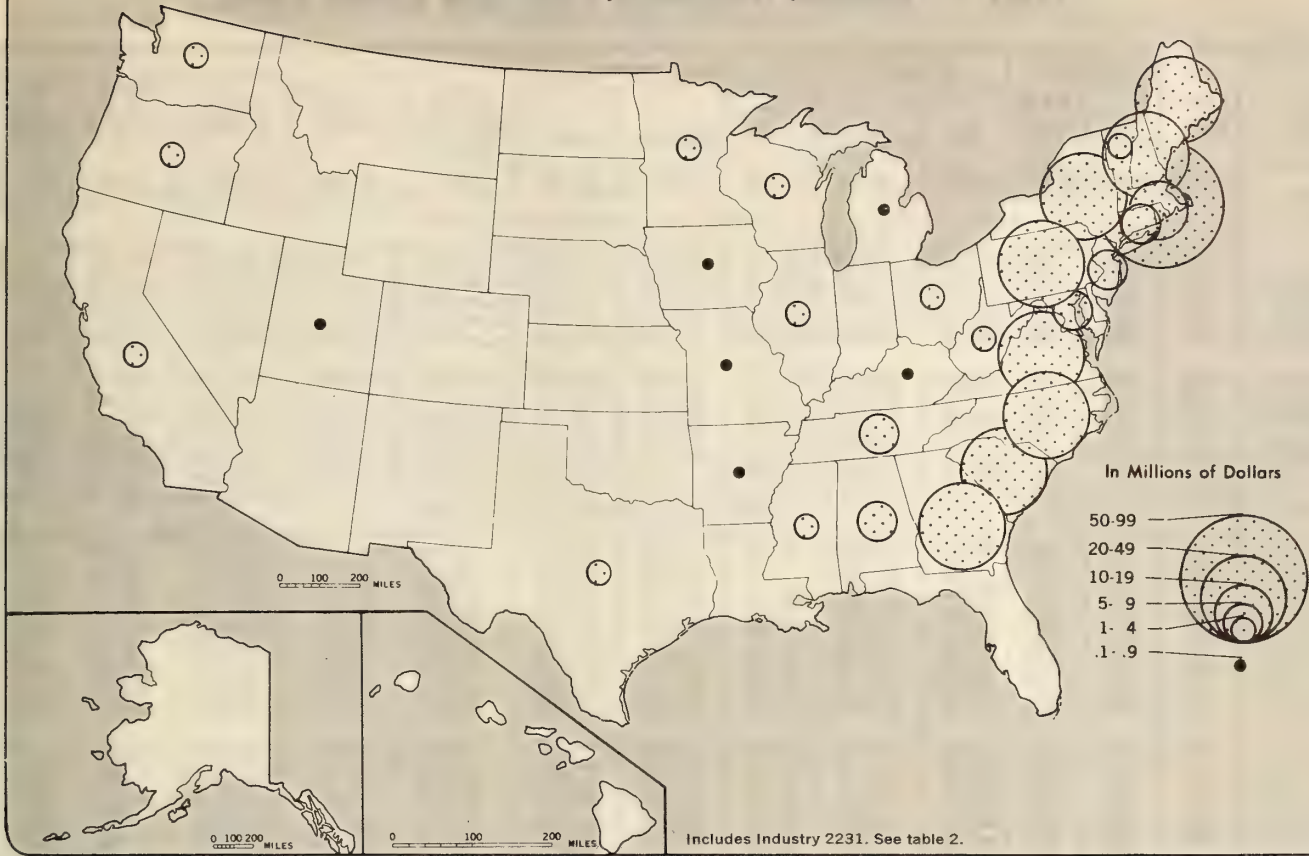 In Millions of Dollars
50-99
20-49
10-19
5- 9
1- 4
.1- .9
0 100 200 MILES
0 100 200 MILES
0 100 200 MILES
Includes Industry 2231. See table 2.